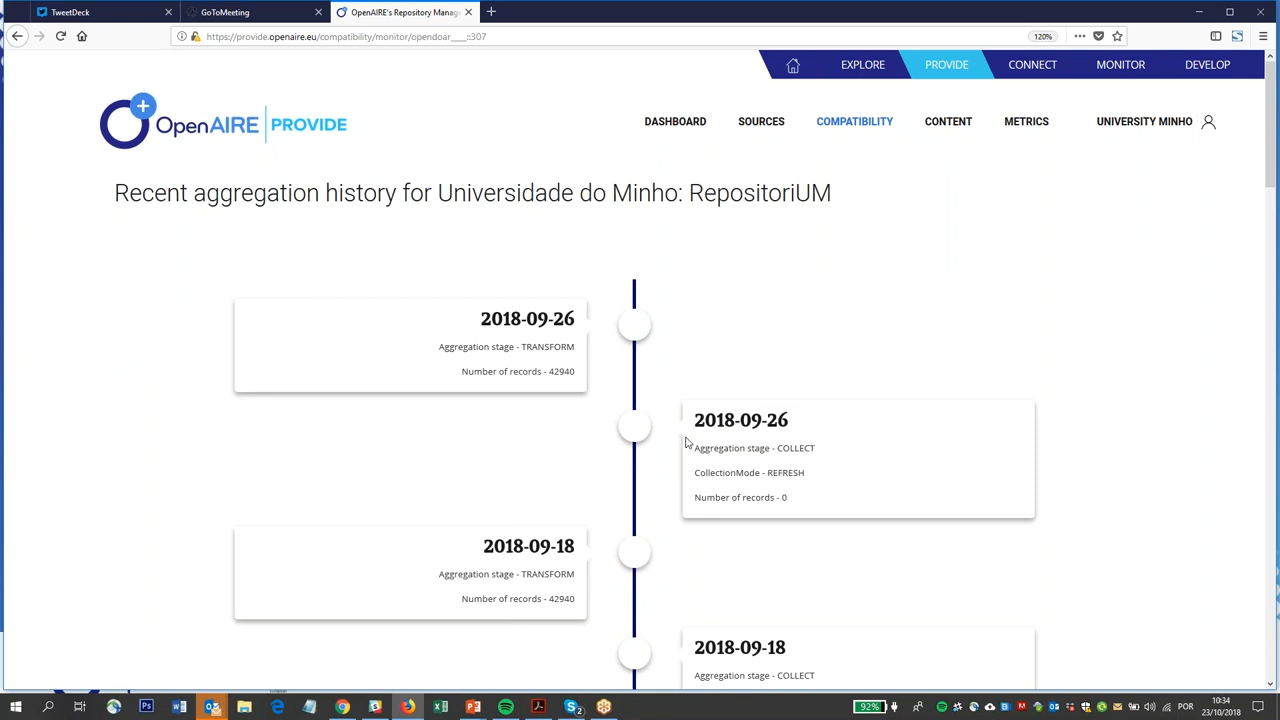 TweetDeck
GoToMeeting
OpenAIRE's Repository Manag
https://provide.openaire.eu/compatibility/monitor/opendoar____::307
120%
EXPLORE
PROVIDE
CONNECT
MONITOR
DEVELOP
OpenAIRE PROVIDE
DASHBOARD
SOURCES
COMPATIBILITY
CONTENT
METRICS
UNIVERSITY MINHO
Recent aggregation history for Universidade do Minho: RepositoriUM
2018-09-26
Aggregation stage - TRANSFORM
Number of records - 42940
2018-09-26
Aggregation stage - COLLECT
CollectionMode - REFRESH
Number of records - 0
2018-09-18
Aggregation stage - TRANSFORM
Number of records - 42940
2018-09-18
Aggregation stage - COLLECT
92%
POR
10:34
23/10/2018